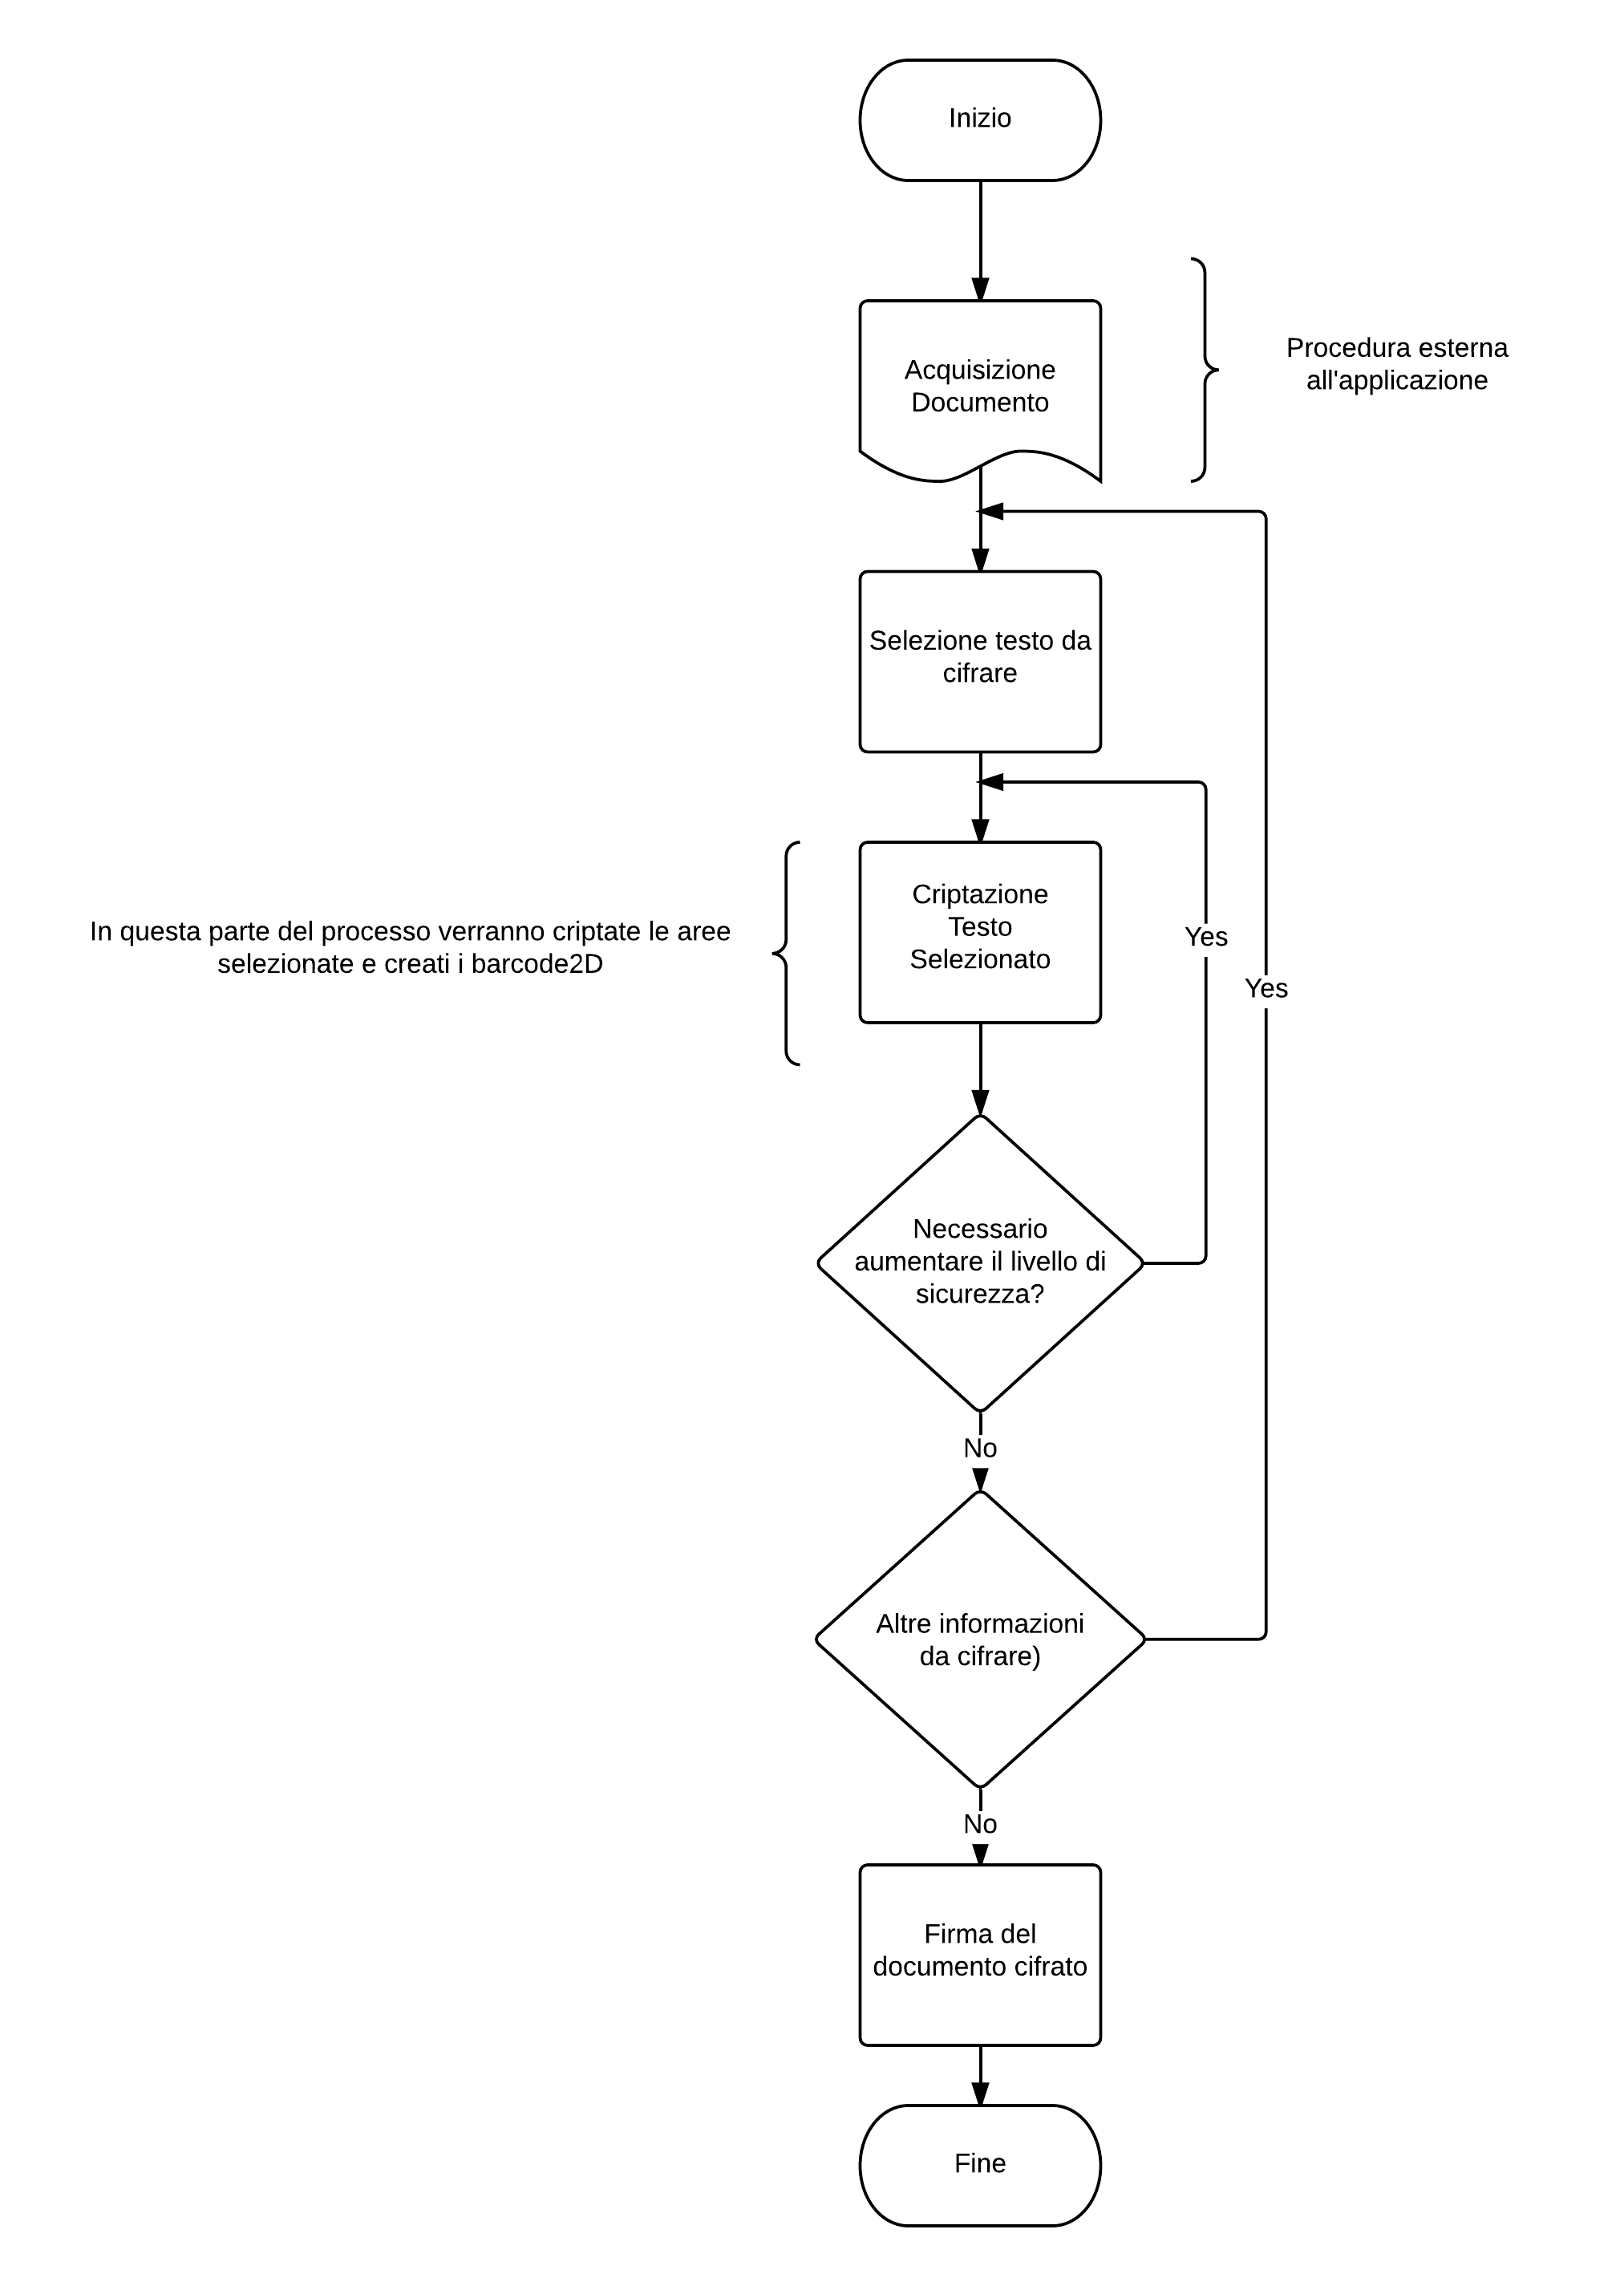 Inizio
Acquisizione
Documento
Procedura esterna
all'applicazione
Selezione testo da
cifrare
Criptazione
Testo
Selezionato
In questa parte del processo verranno criptate le aree
selezionate e creati i barcode2D
Yes
Yes
Necessario
aumentare il livello di
sicurezza?
No
Altre informazioni
da cifrare)
No
Firma del
documento cifrato
Fine